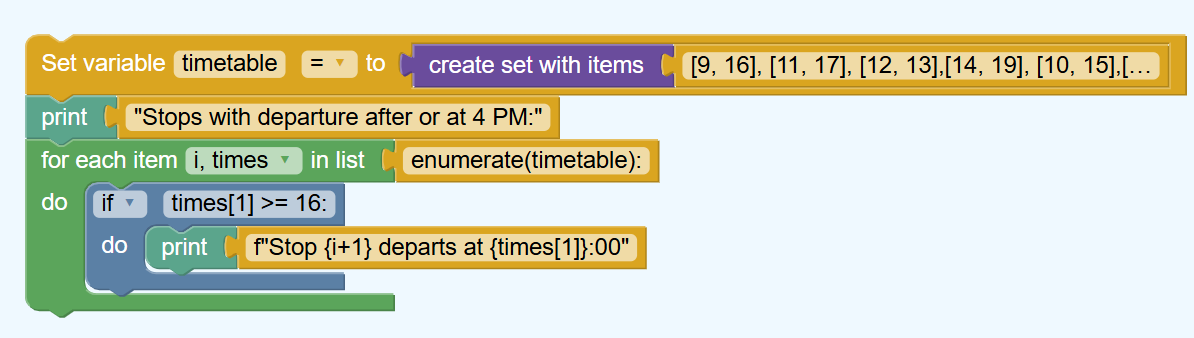 Set variable timetable = to create set with items [9, 16], [11, 17], [12, 13],[14, 19], [10, 15],[...
print "Stops with departure after or at 4 PM:"
for each item i, times in list enumerate(timetable):
do if times[1] >= 16:
do print f"Stop {i+1} departs at {times[1]}:00"